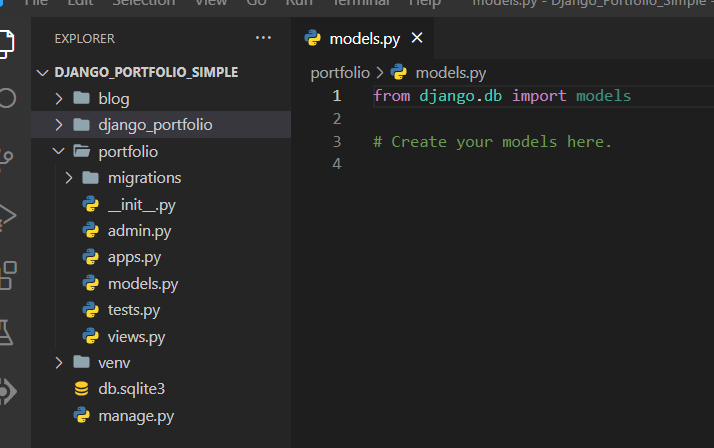 File Edit Selection View Go Run Terminal Help models.py - Django_Portfolio_Simple -
EXPLORER ...
DJANGO_PORTFOLIO_SIMPLE
blog
django_portfolio
portfolio
migrations
__init__.py
admin.py
apps.py
models.py
tests.py
views.py
venv
db.sqlite3
manage.py
models.py
portfolio > models.py
1 from django.db import models
2
3 # Create your models here.
4